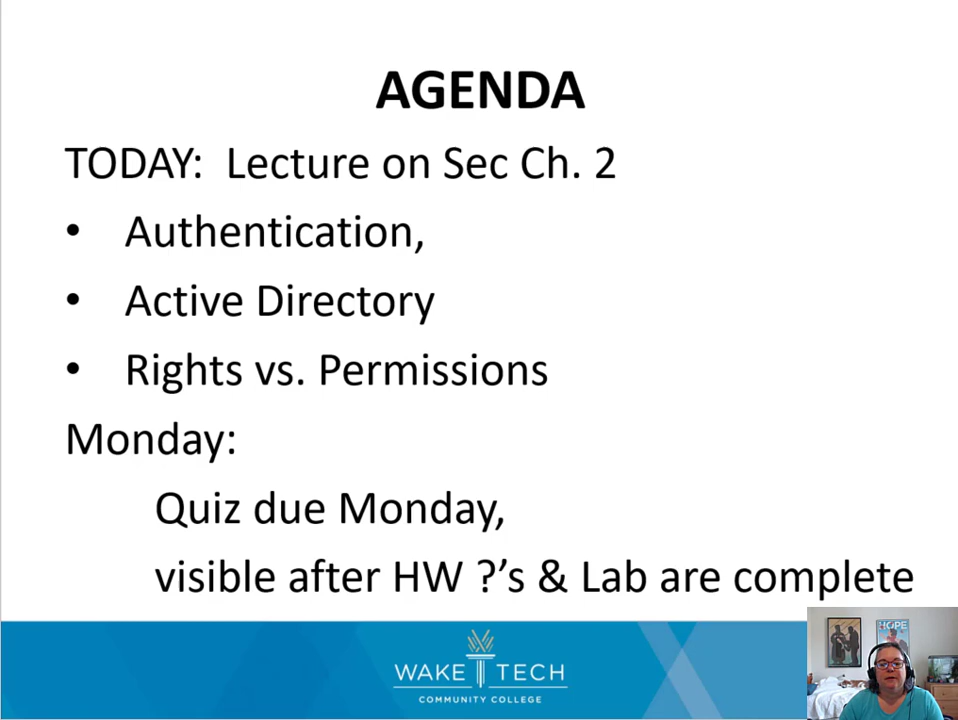 AGENDA
TODAY: Lecture on Sec Ch. 2
• Authentication,
• Active Directory
• Rights vs. Permissions
Monday:
Quiz due Monday,
visible after HW ?’s & Lab are complete
WAKE TECH
COMMUNITY COLLEGE
HOPE